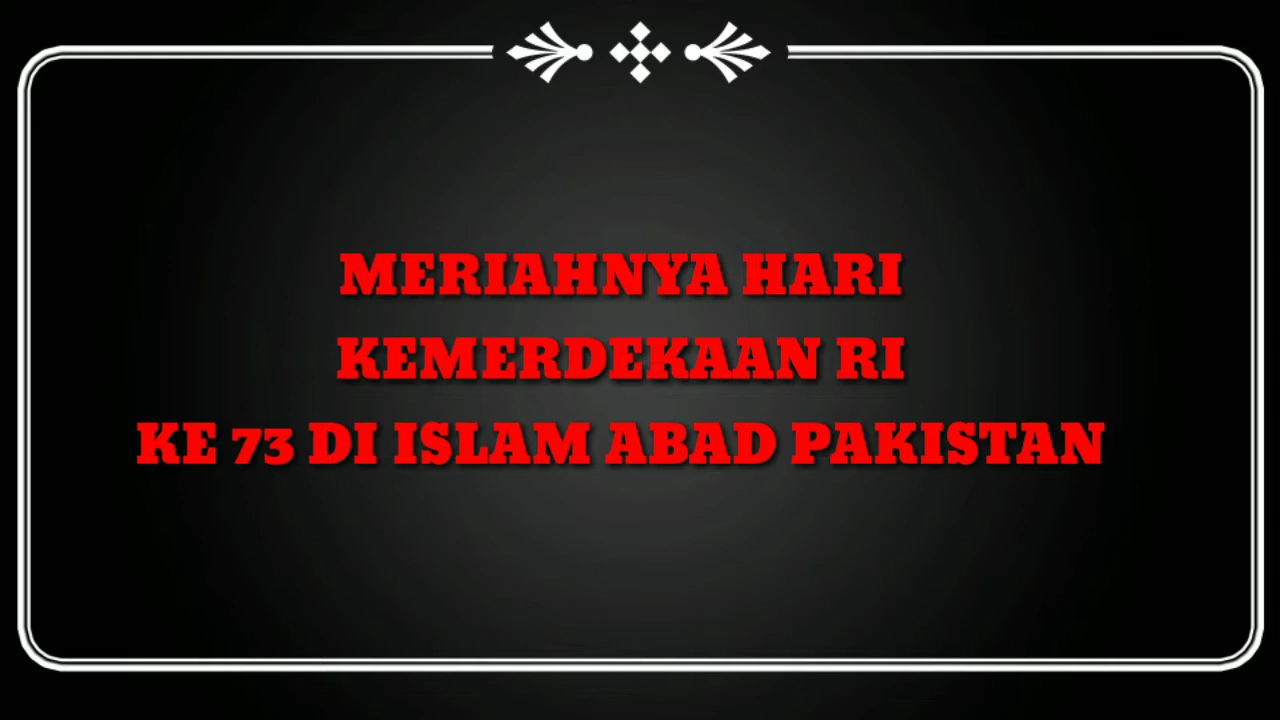 MERIAHNYA HARI
KEMERDEKAAN RI
KE 73 DI ISLAM ABAD PAKISTAN